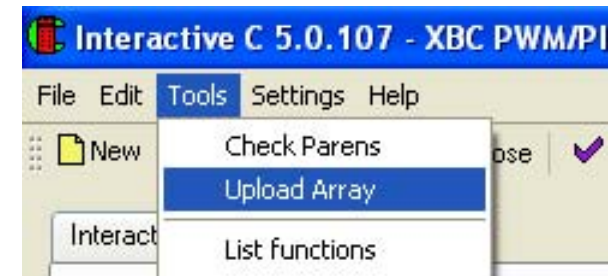 Interactive C 5.0.107 - XBC PWM/PI
File Edit Tools Settings Help
New Check Parens ose
Upload Array
Interact
List functions